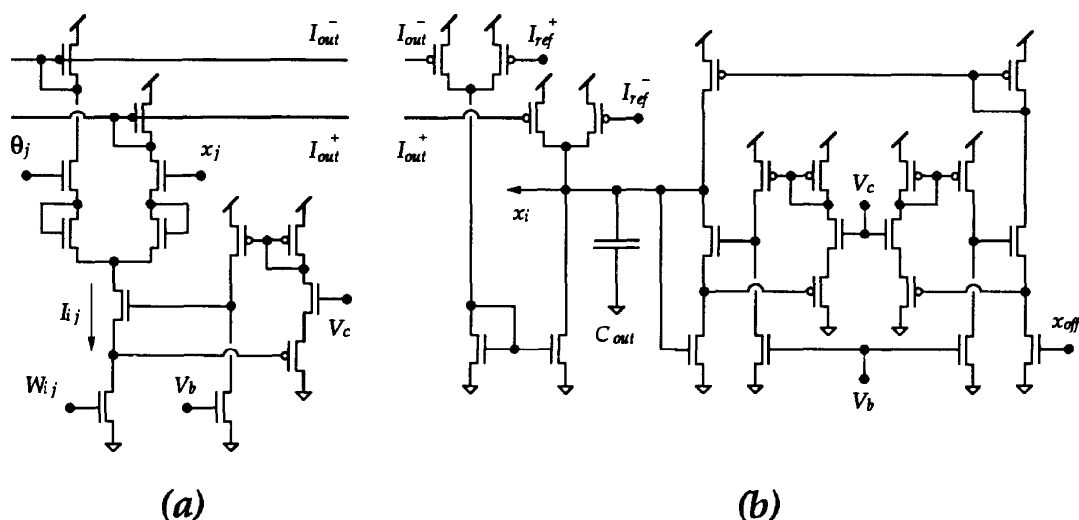 I_out^-
I_out^-
I_ref^+
I_ref^-
θ_j
x_j
I_out^+
I_out^+
V_c
x_i
I_ij
V_c
C_out
x_off
W_ij
V_b
V_b
(a)
(b)